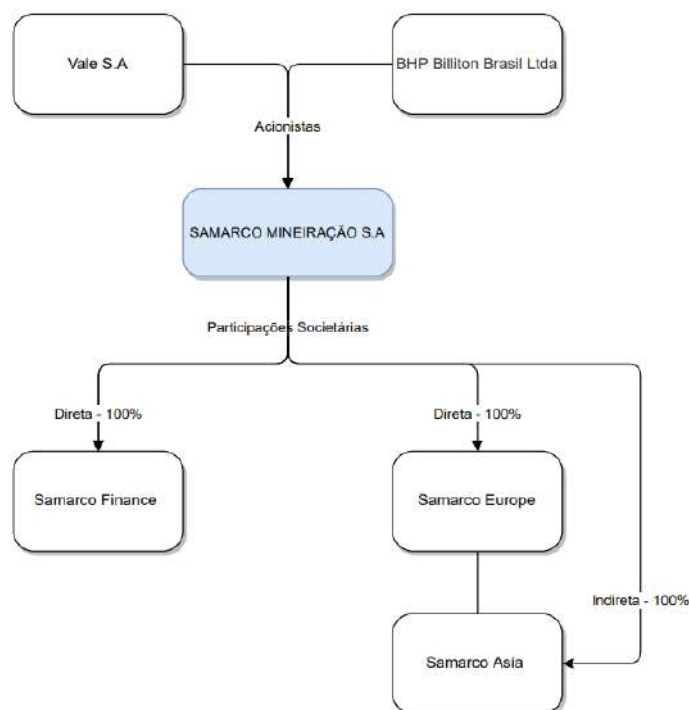 Vale S.A
BHP Billiton Brasil Ltda
Acionistas
SAMARCO MINEIRAÇÃO S.A
Participações Societárias
Direta - 100%
Direta - 100%
Samarco Finance
Samarco Europe
Indireta - 100%
Samarco Asia